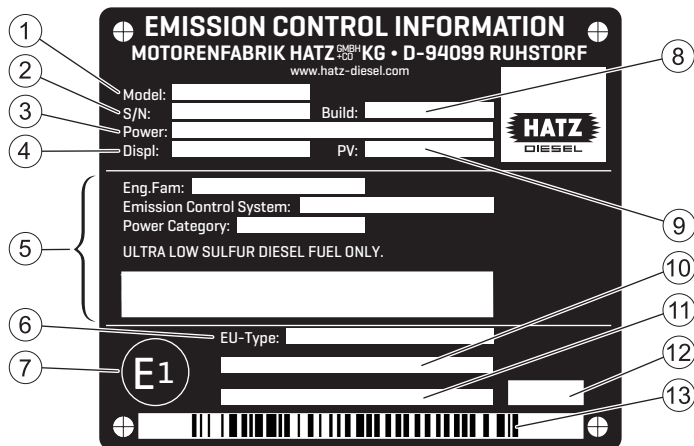 EMISSION CONTROL INFORMATION
MOTORENFABRIK HATZ GMBH +CO KG • D-94099 RUHSTORF
www.hatz-diesel.com
1
Model:
2
S/N:
Build:
8
3
Power:
4
Displ:
PV:
9
HATZ
DIESEL
5
Eng.Fam:
Emission Control System:
Power Category:
ULTRA LOW SULFUR DIESEL FUEL ONLY.
6
EU-Type:
10
7
E1
11
12
13